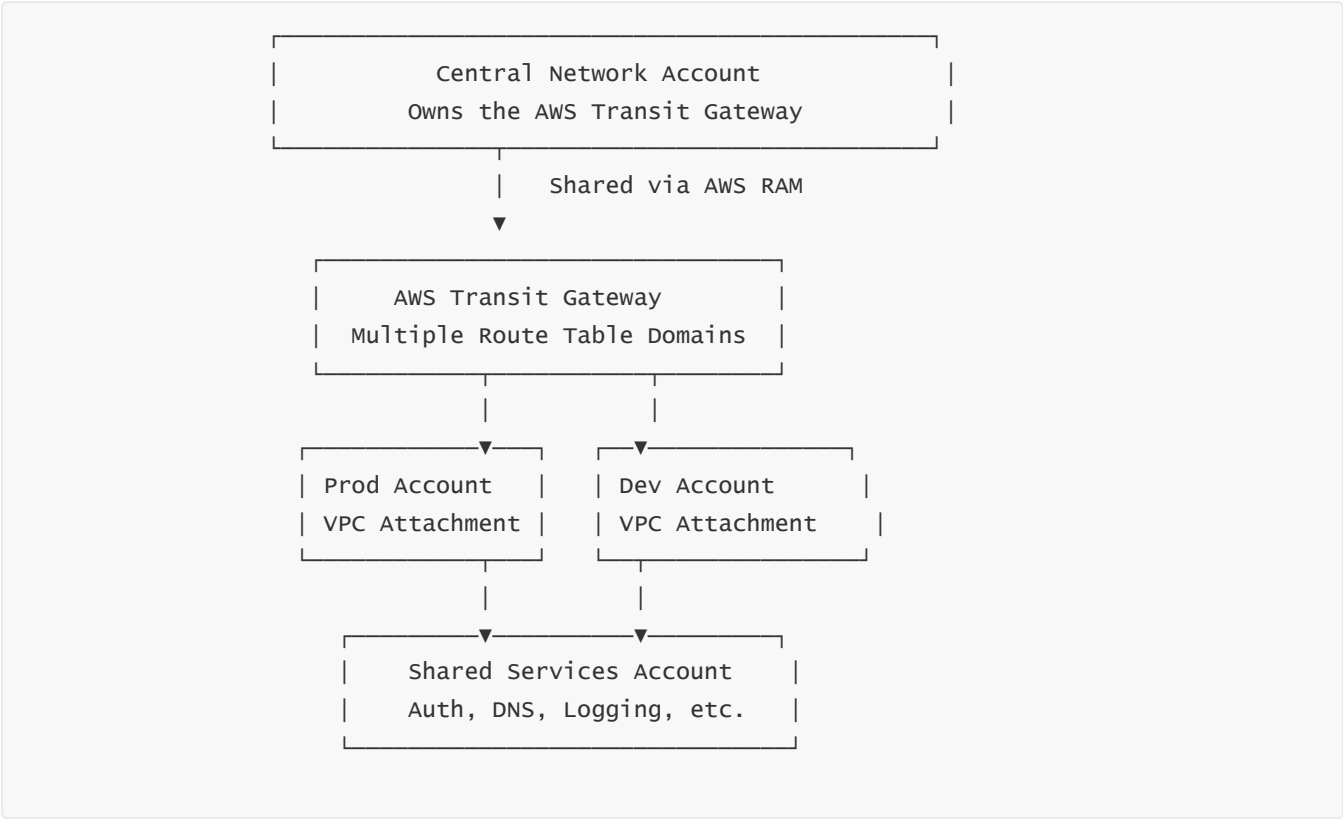 Central Network Account
Owns the AWS Transit Gateway
Shared via AWS RAM
AWS Transit Gateway
Multiple Route Table Domains
Prod Account
Dev Account
VPC Attachment
VPC Attachment
Shared Services Account
Auth, DNS, Logging, etc.